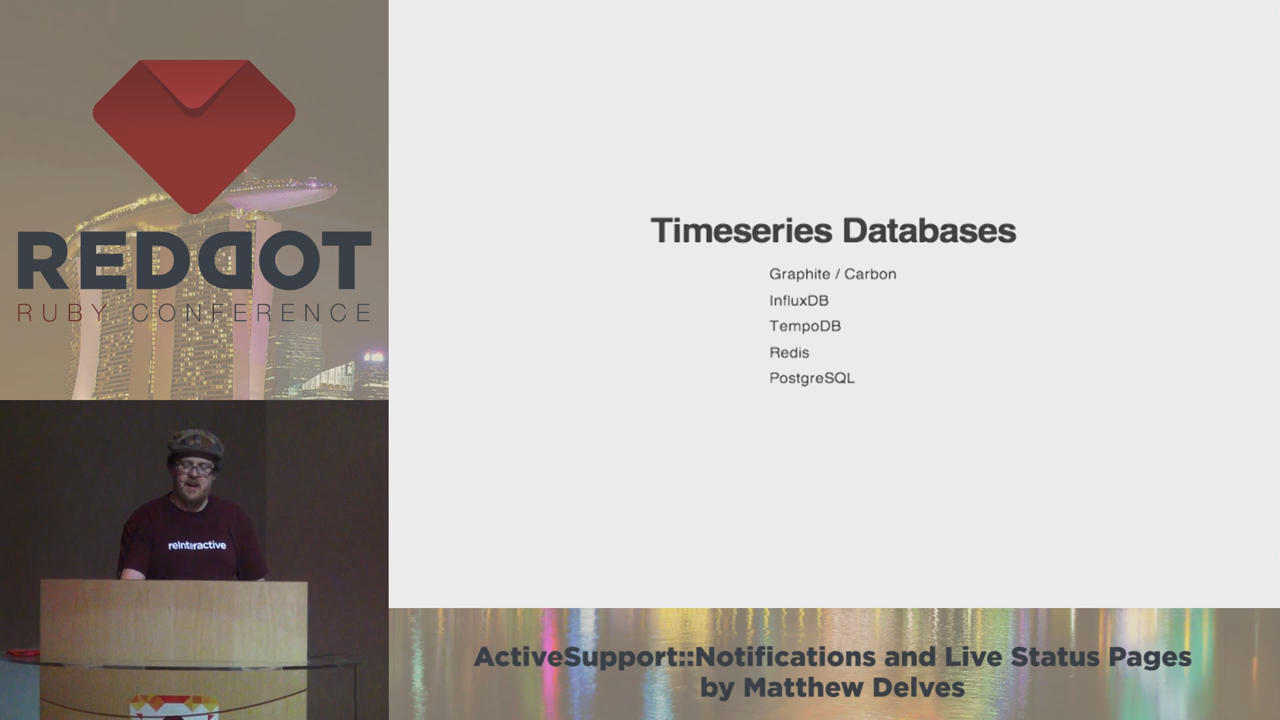 REDDOT
RUBY CONFERENCE
reinteractive
Timeseries Databases
Graphite / Carbon
InfluxDB
TempoDB
Redis
PostgreSQL
ActiveSupport::Notifications and Live Status Pages
by Matthew Delves